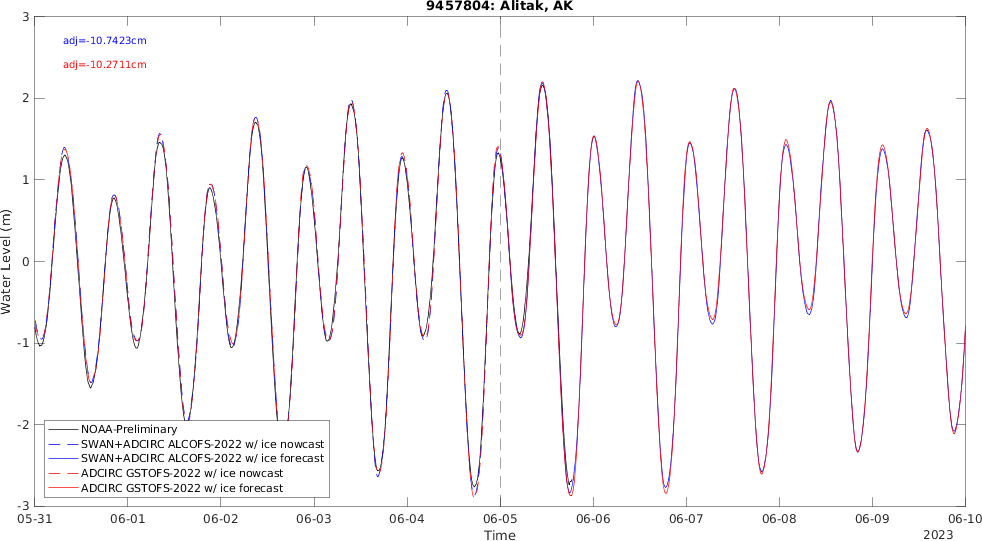 9457804: Alitak, AK
adj=-10.7423cm
adj=-10.2711cm
3
2
1
0
-1
-2
-3
Water Level (m)
NOAA-Preliminary
SWAN+ADCIRC ALCOFS-2022 w/ ice nowcast
SWAN+ADCIRC ALCOFS-2022 w/ ice forecast
ADCIRC GSTOFS-2022 w/ ice nowcast
ADCIRC GSTOFS-2022 w/ ice forecast
05-31 06-01 06-02 06-03 06-04 06-05 06-06 06-07 06-08 06-09 06-10
Time
2023